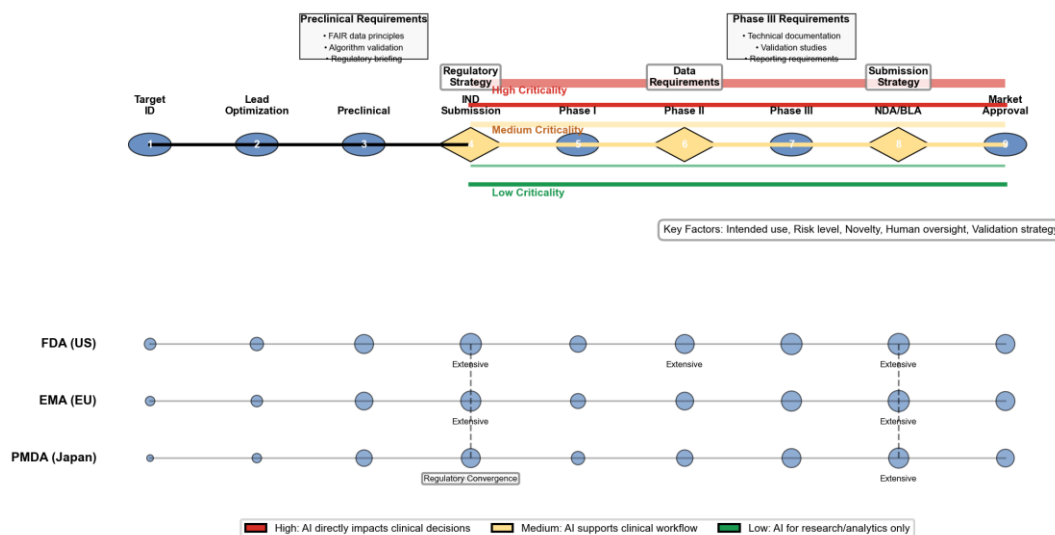 Preclinical Requirements
• FAIR data principles
• Algorithm validation
• Regulatory briefing
Phase III Requirements
• Technical documentation
• Validation studies
• Reporting requirements
Regulatory
Strategy
Data
Requirements
Submission
Strategy
High Criticality
Target
ID
Lead
Optimization
Preclinical
IND
Submission
Phase I
Phase II
Phase III
NDA/BLA
Market
Approval
Medium Criticality
1
2
3
4
5
6
7
8
9
Low Criticality
Key Factors: Intended use, Risk level, Novelty, Human oversight, Validation strategy
FDA (US)
Extensive
Extensive
Extensive
EMA (EU)
Extensive
Extensive
PMDA (Japan)
Regulatory Convergence
Extensive
High: AI directly impacts clinical decisions
Medium: AI supports clinical workflow
Low: AI for research/analytics only